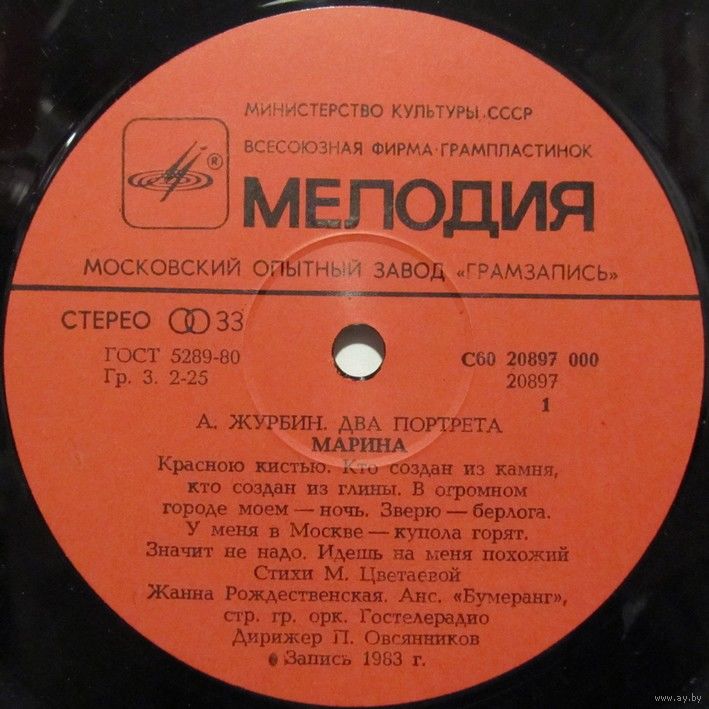 МИНИСТЕРСТВО КУЛЬТУРЫ СССР
ВСЕСОЮЗНАЯ ФИРМА·ГРАМПЛАСТИНОК
®
МЕЛОДИЯ
МОСКОВСКИЙ ОПЫТНЫЙ ЗАВОД «ГРАМЗАПИСЬ»
СТЕРЕО 33
ГОСТ 5289-80
Гр. 3. 2-25
С60 20897 000
20897
1
А. ЖУРБИН. ДВА ПОРТРЕТА
МАРИНА
Красною кистью. Кто создан из камня,
кто создан из глины. В огромном
городе моем — ночь. Зверю — берлога.
У меня в Москве — купола горят.
Значит не надо. Идешь на меня похожий
Стихи М. Цветаевой
Жанна Рождественская. Анс. «Бумеранг»,
стр. гр. орк. Гостелерадио
Дирижер П. Овсянников
Запись 1983 г.
www.ay.by